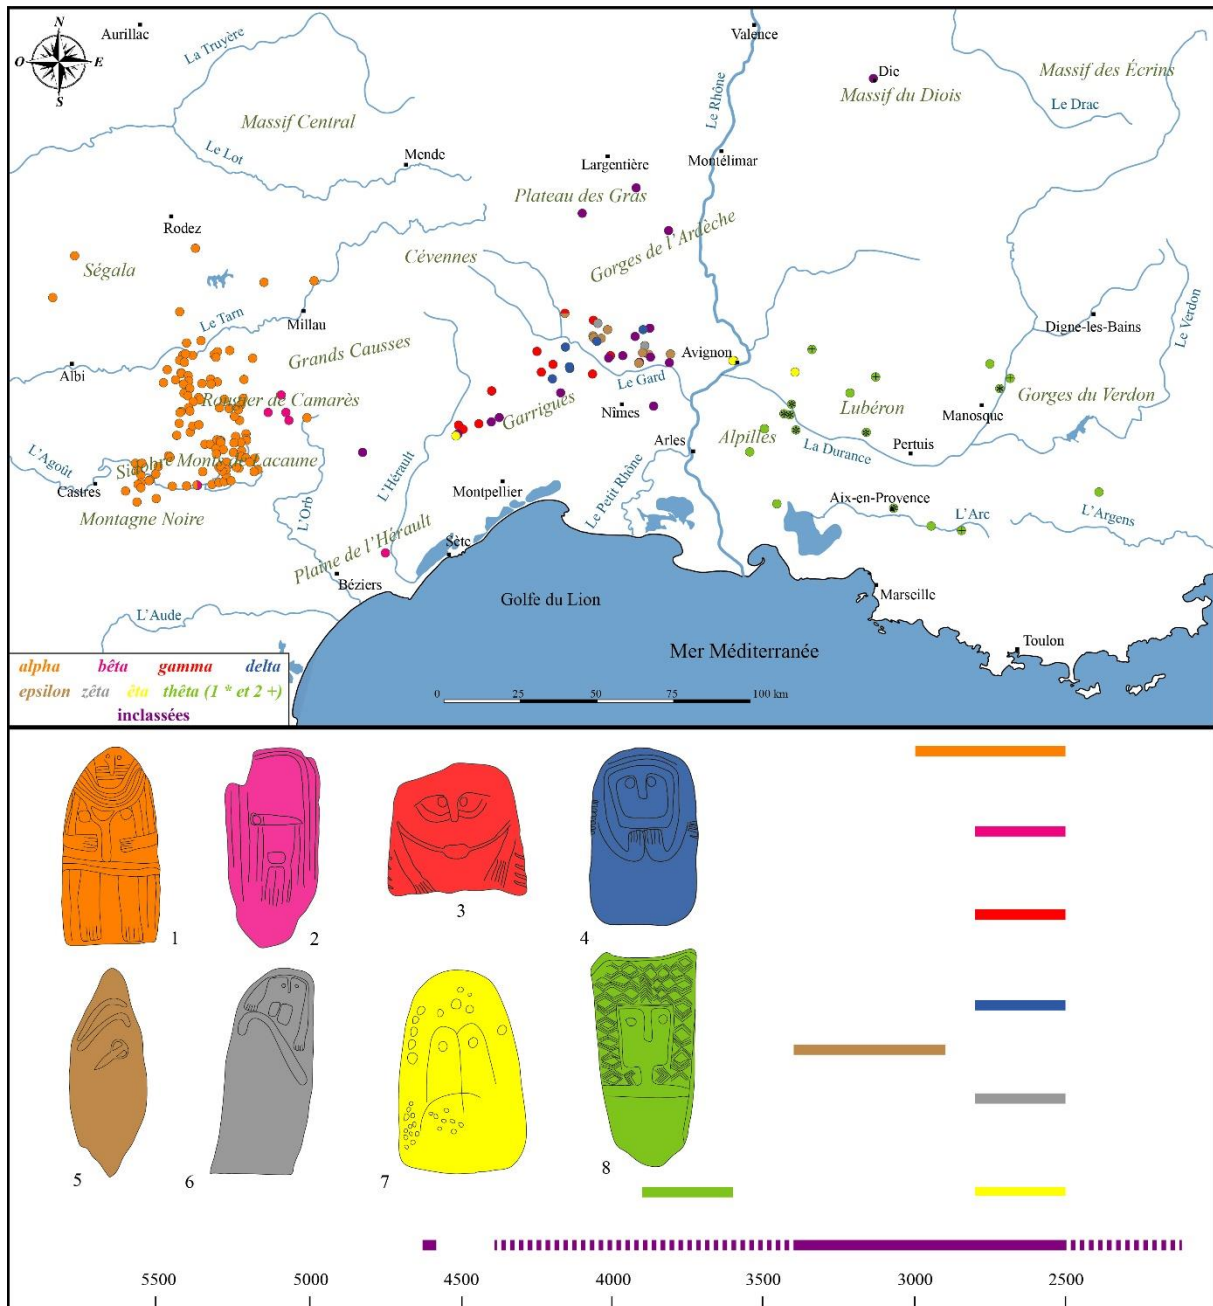 N
O
E
S
Aurillac
La Truyère
Valence
Le Rhône
Die
Massif du Diois
Massif des Écrins
Le Drac
Massif Central
Le Lot
Mende
Largentière
Montélimar
Plateau des Gras
Rodez
Gorges de l'Ardèche
Ségala
Cévennes
Le Verdon
Le Tarn
Millau
Digne-les-Bains
Albi
Grands Causses
Avignon
Le Gard
Rougier de Camarès
Garrigues
Nîmes
Lubéron
Manosque
Gorges du Verdon
L'Agoût
Sidobre
Monts de Lacaune
L'Hérault
Arles
Alpilles
La Durance
Pertuis
Castres
Montpellier
Le Petit Rhône
Aix-en-Provence
Montagne Noire
L'Orb
L'Arc
L'Argens
Plaine de l'Hérault
Sète
Béziers
Marseille
L'Aude
Golfe du Lion
Toulon
Mer Méditerranée
alpha bêta gamma delta
epsilon zêta êta thêta (1 * et 2 +)
inclassées
0 25 50 75 100 km
1 2 3 4
5 6 7 8
5500 5000 4500 4000 3500 3000 2500